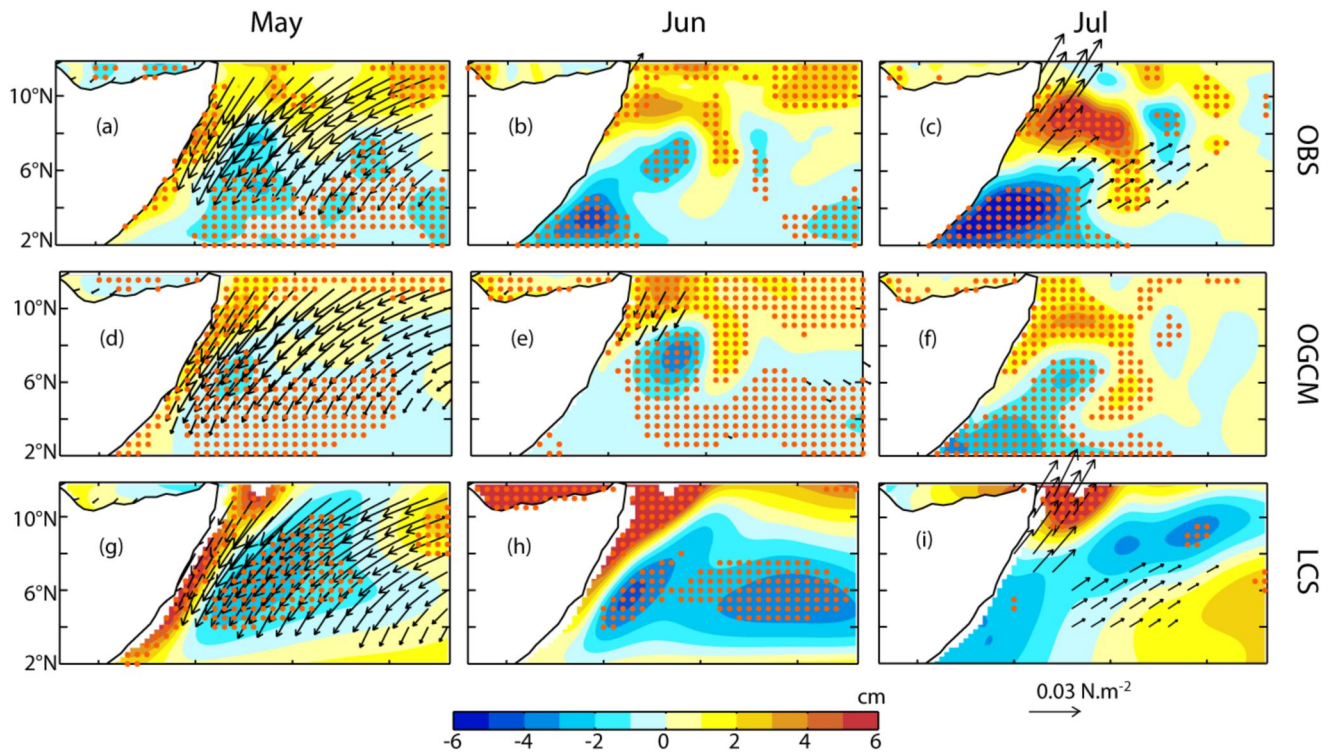 May Jun Jul
10°N
(a) (b) (c)
6°N
2°N
OBS
10°N
(d) (e) (f)
6°N
2°N
OGCM
10°N
(g) (h) (i)
6°N
2°N
LCS
cm
-6 -4 -2 0 2 4 6
0.03 N.m⁻²